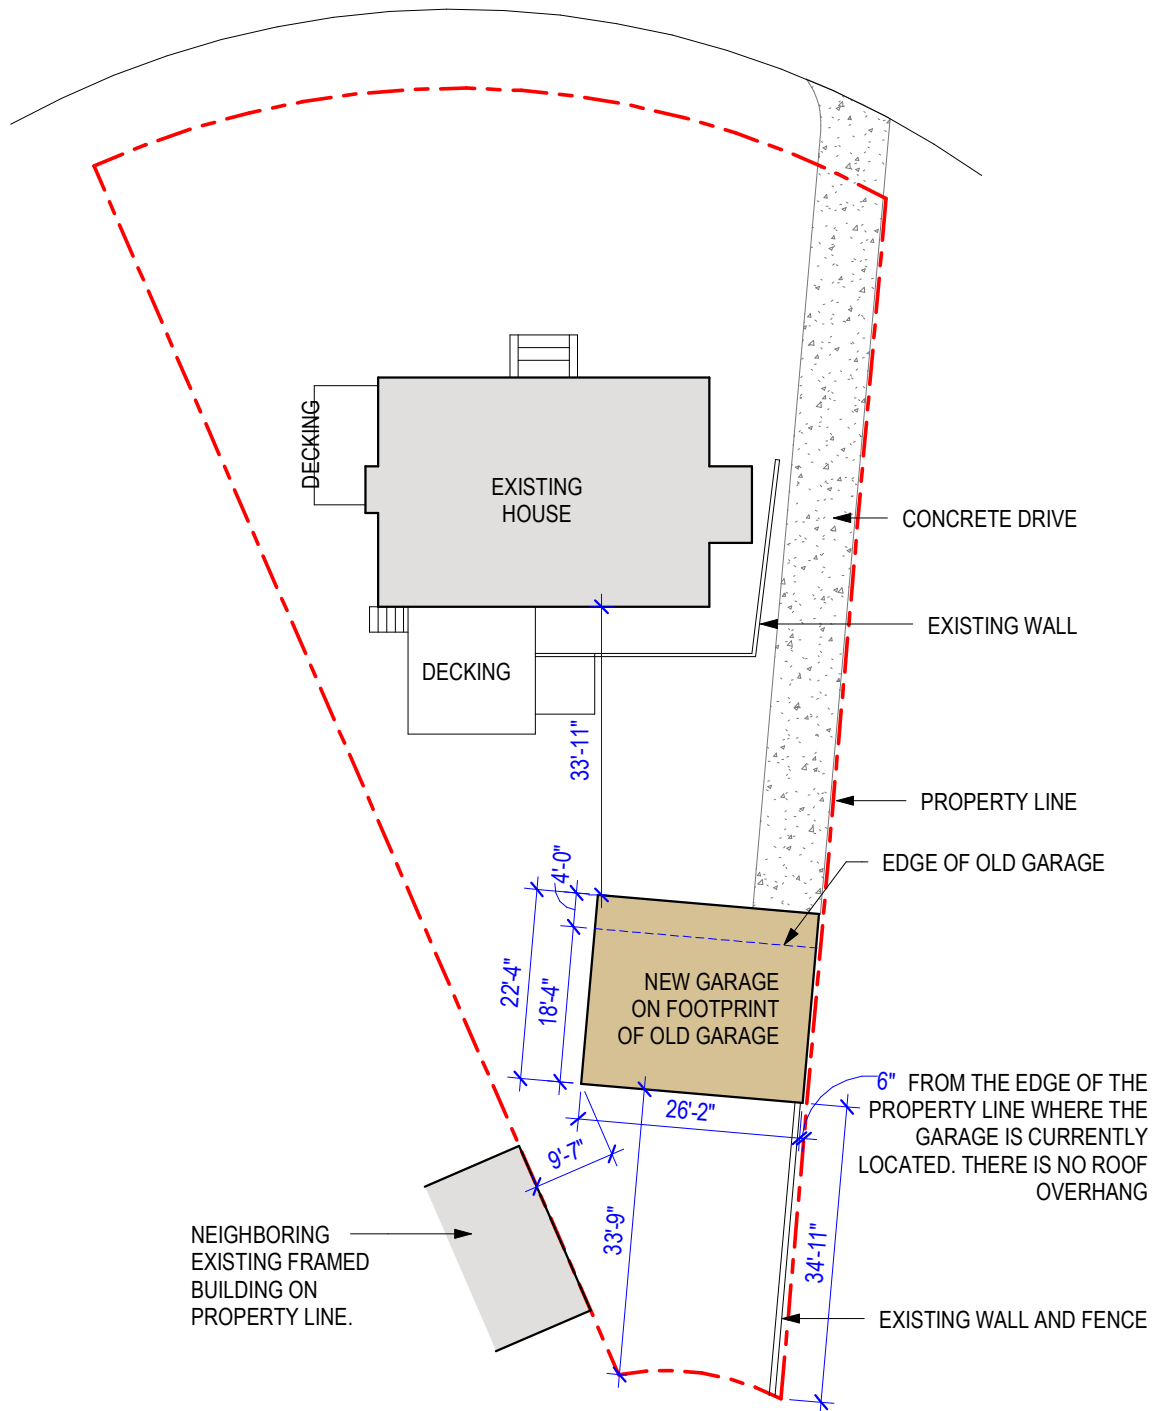 DECKING
EXISTING
HOUSE
CONCRETE DRIVE
EXISTING WALL
DECKING
33'-11"
PROPERTY LINE
4'-0"
EDGE OF OLD GARAGE
22'-4"
18'-4"
NEW GARAGE
ON FOOTPRINT
OF OLD GARAGE
26'-2"
6" FROM THE EDGE OF THE
PROPERTY LINE WHERE THE
GARAGE IS CURRENTLY
LOCATED. THERE IS NO ROOF
OVERHANG
9'-7"
33'-9"
34'-11"
NEIGHBORING
EXISTING FRAMED
BUILDING ON
PROPERTY LINE.
EXISTING WALL AND FENCE